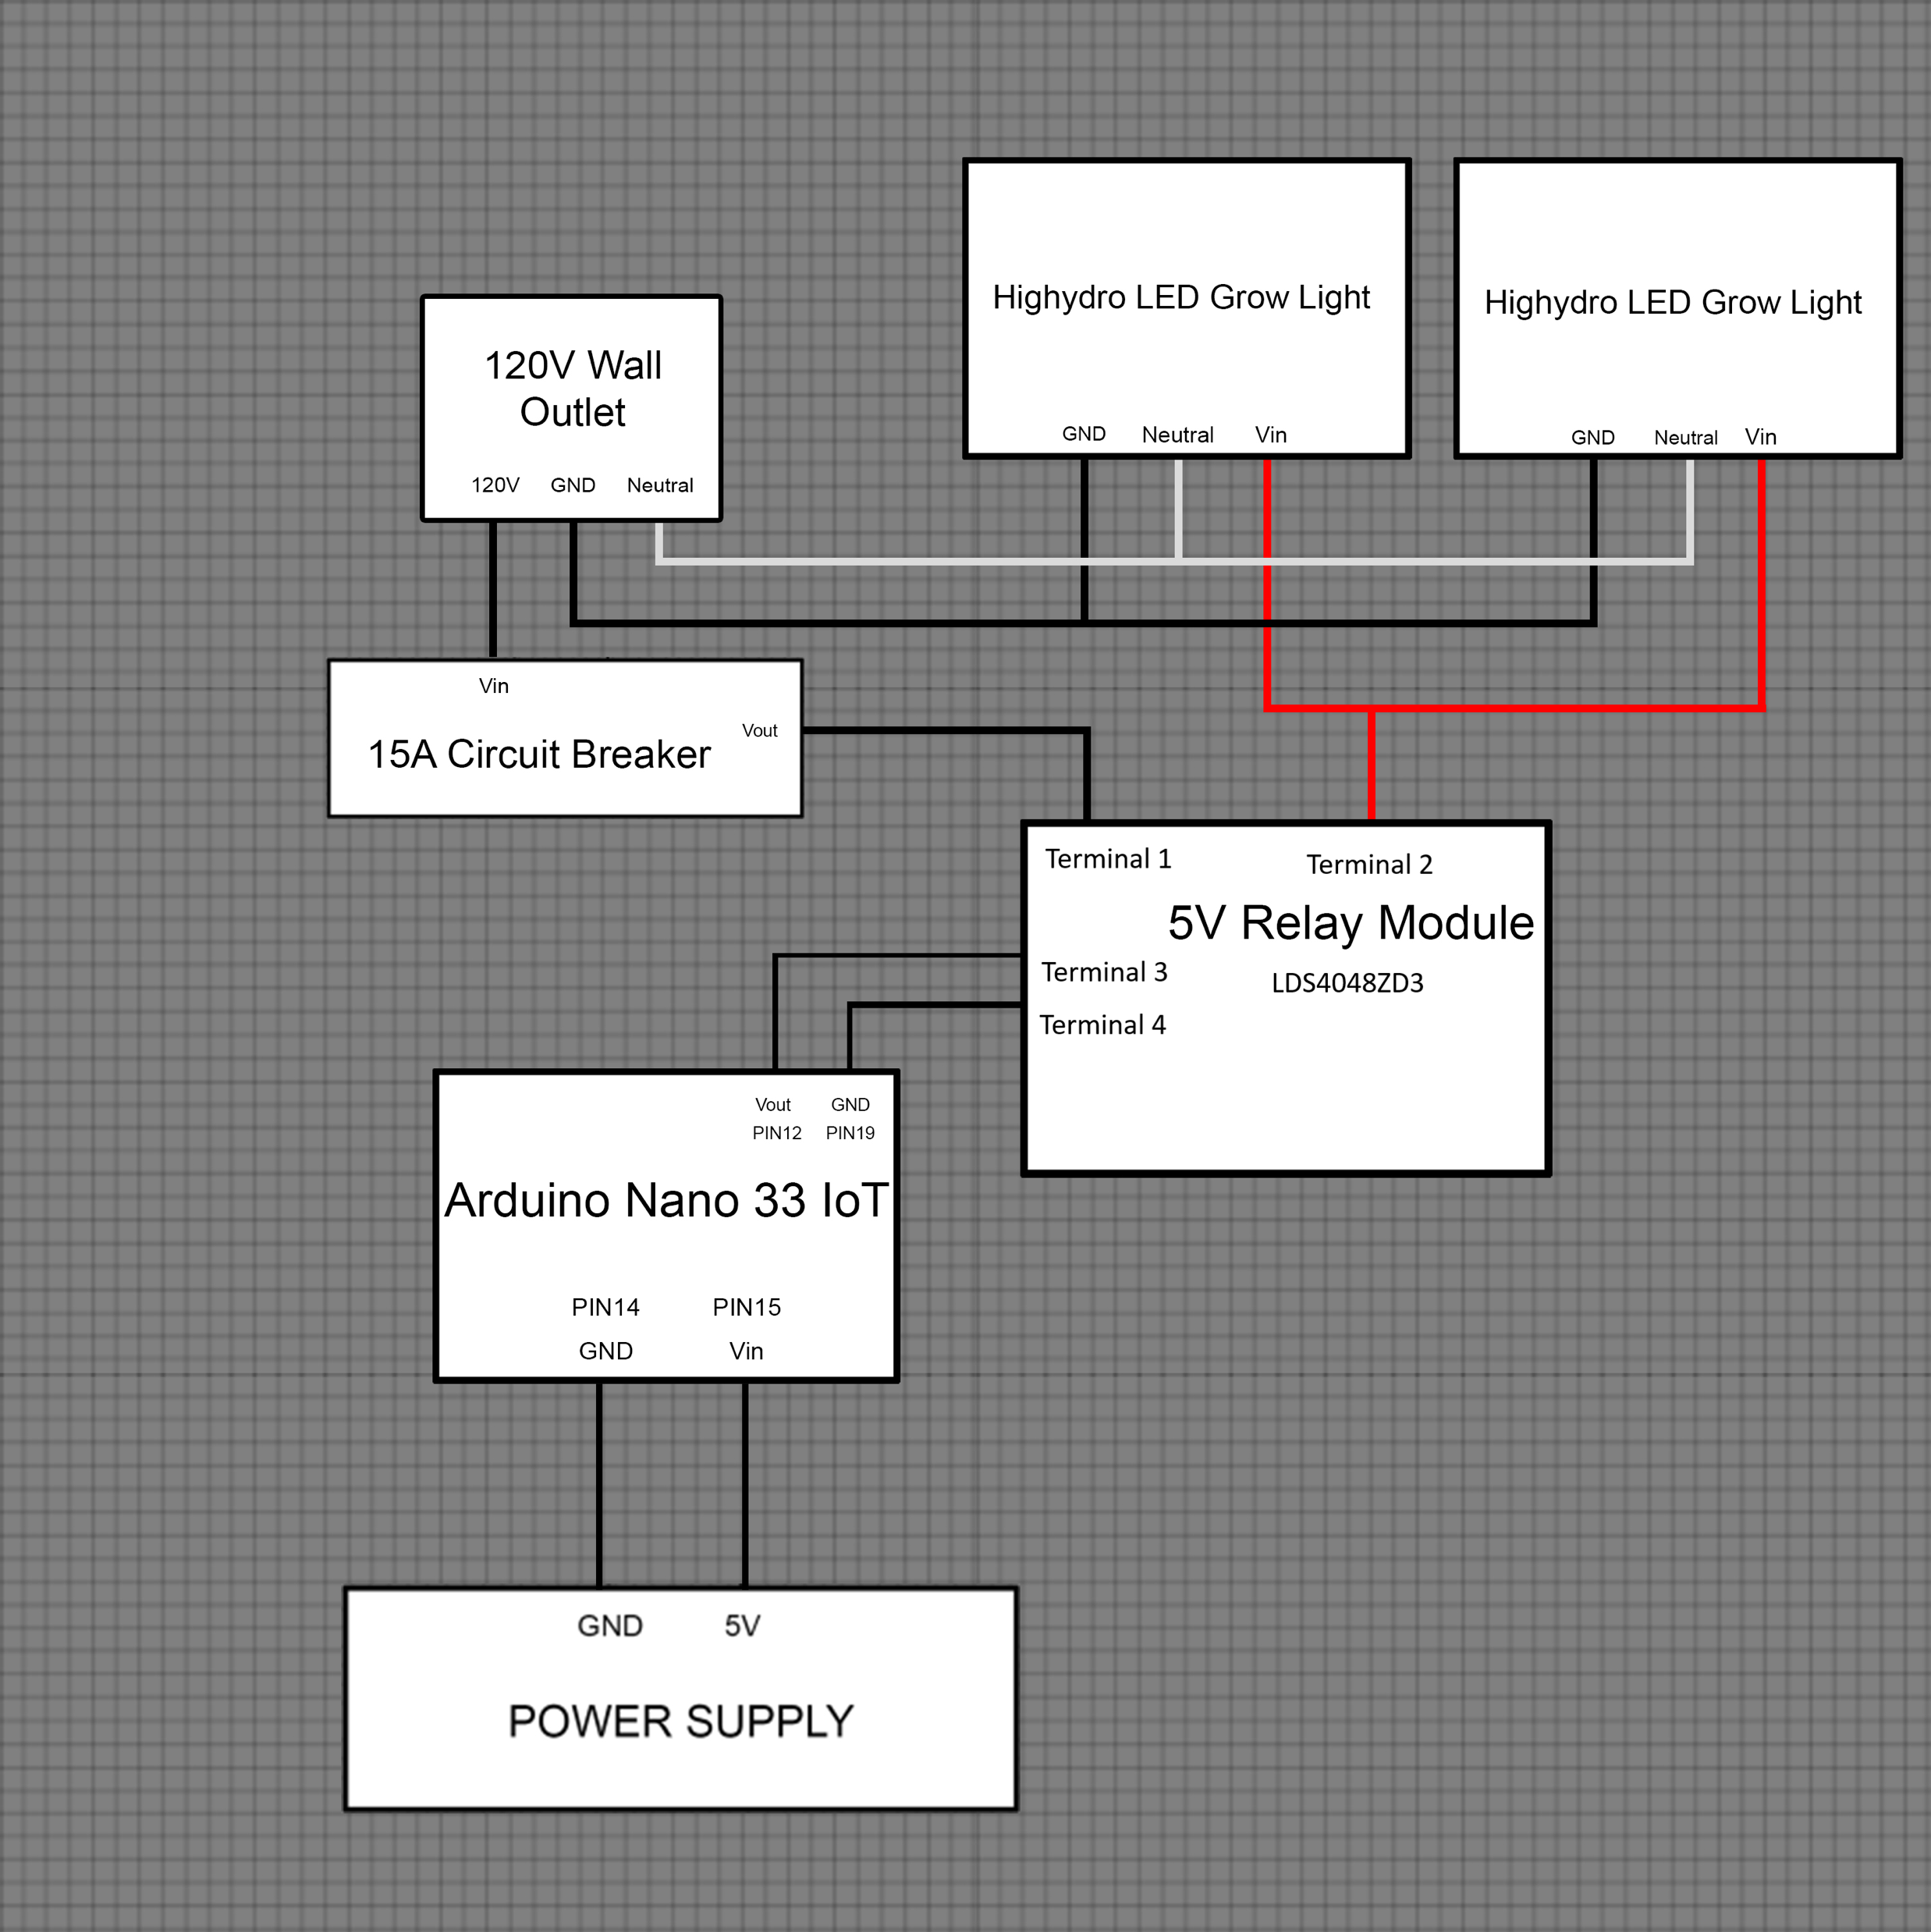 Highydro LED Grow Light
GND Neutral Vin
Highydro LED Grow Light
GND Neutral Vin
120V Wall
Outlet
120V GND Neutral
Vin
Vout
15A Circuit Breaker
Terminal 1
Terminal 2
5V Relay Module
Terminal 3
LDS4048ZD3
Terminal 4
Vout GND
PIN12 PIN19
Arduino Nano 33 IoT
PIN14 PIN15
GND Vin
GND 5V
POWER SUPPLY